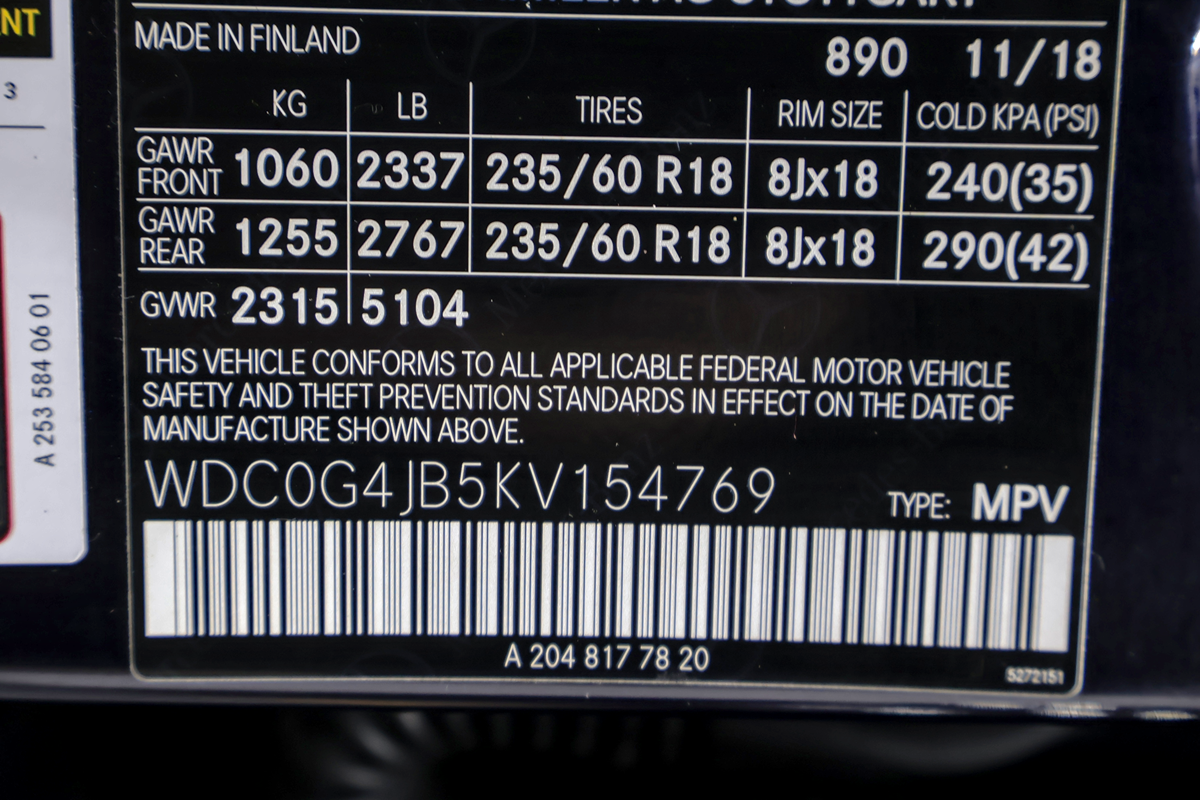 NT
3
A 253 584 06 01
MADE IN FINLAND
890 11/18
KG LB TIRES RIM SIZE COLD KPA (PSI)
GAWR FRONT 1060 2337 235/60 R18 8Jx18 240(35)
GAWR REAR 1255 2767 235/60 R18 8Jx18 290(42)
GVWR 2315 5104
THIS VEHICLE CONFORMS TO ALL APPLICABLE FEDERAL MOTOR VEHICLE
SAFETY AND THEFT PREVENTION STANDARDS IN EFFECT ON THE DATE OF
MANUFACTURE SHOWN ABOVE.
WDC0G4JB5KV154769 TYPE: MPV
A 204 817 78 20
5272151